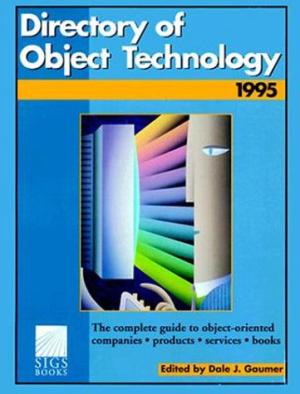 Directory of
Object Technology
1995
The complete guide to object-oriented
companies • products • services • books
SIGS
BOOKS
Edited by Dale J. Gaumer